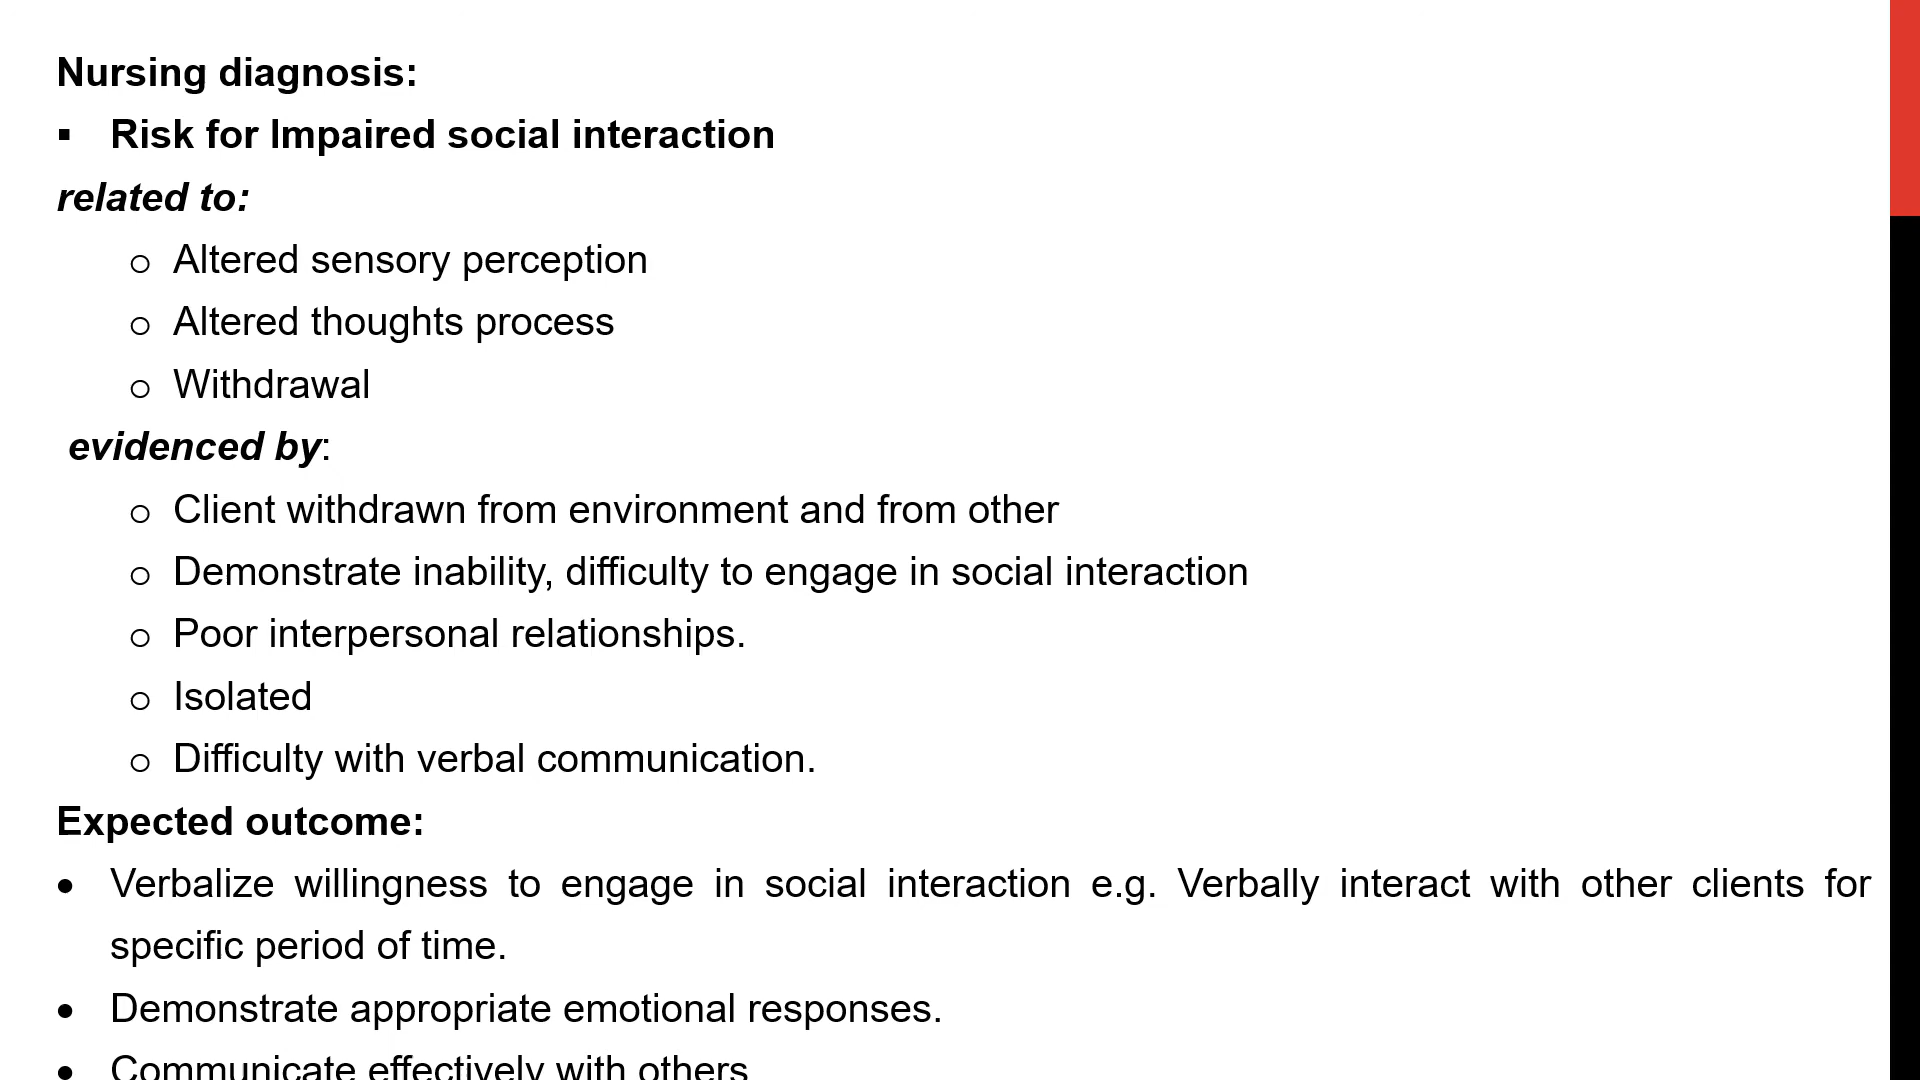 Nursing diagnosis:
▪ Risk for Impaired social interaction
related to:
o Altered sensory perception
o Altered thoughts process
o Withdrawal
evidenced by:
o Client withdrawn from environment and from other
o Demonstrate inability, difficulty to engage in social interaction
o Poor interpersonal relationships.
o Isolated
o Difficulty with verbal communication.
Expected outcome:
• Verbalize willingness to engage in social interaction e.g. Verbally interact with other clients for
specific period of time.
• Demonstrate appropriate emotional responses.
• Communicate effectively with others